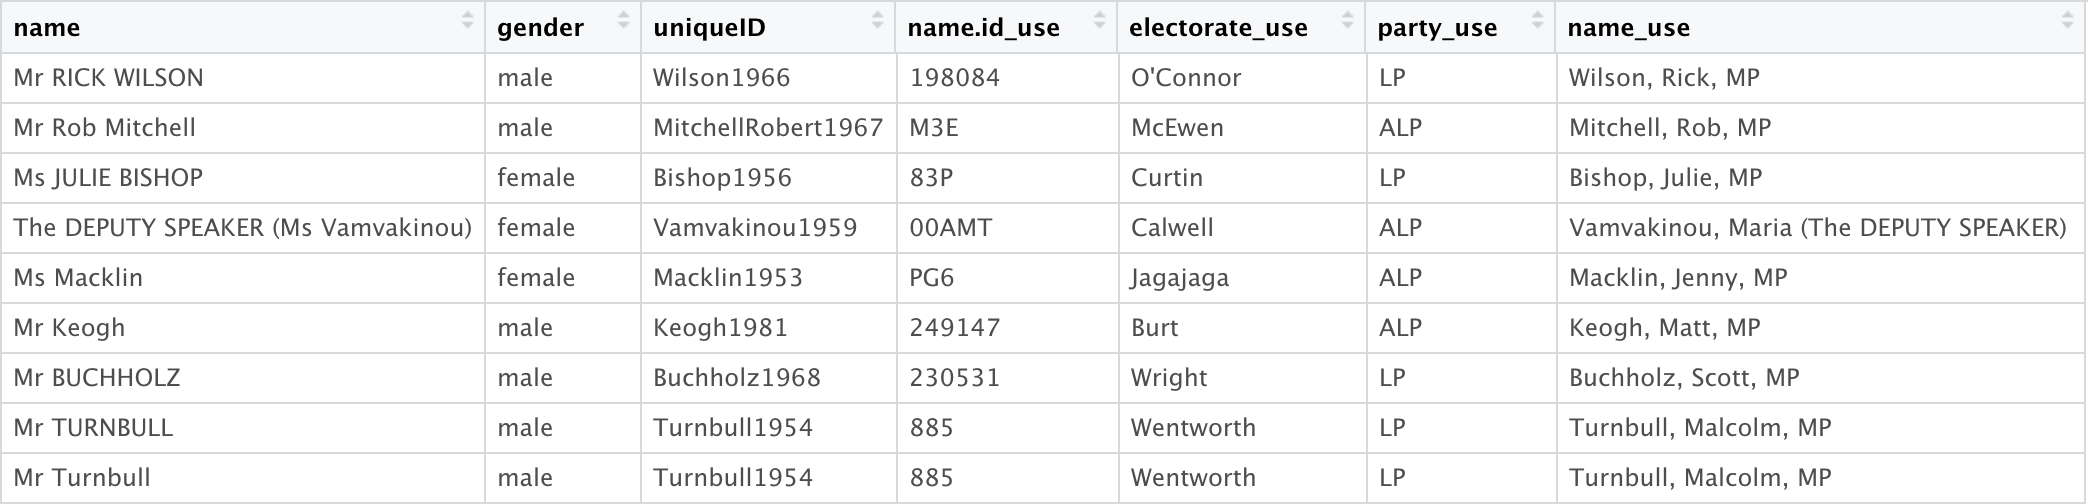 name gender uniqueID name.id_use electorate_use party_use name_use
Mr RICK WILSON male Wilson1966 198084 O'Connor LP Wilson, Rick, MP
Mr Rob Mitchell male MitchellRobert1967 M3E McEwen ALP Mitchell, Rob, MP
Ms JULIE BISHOP female Bishop1956 83P Curtin LP Bishop, Julie, MP
The DEPUTY SPEAKER (Ms Vamvakinou) female Vamvakinou1959 00AMT Calwell ALP Vamvakinou, Maria (The DEPUTY SPEAKER)
Ms Macklin female Macklin1953 PG6 Jagajaga ALP Macklin, Jenny, MP
Mr Keogh male Keogh1981 249147 Burt ALP Keogh, Matt, MP
Mr BUCHHOLZ male Buchholz1968 230531 Wright LP Buchholz, Scott, MP
Mr TURNBULL male Turnbull1954 885 Wentworth LP Turnbull, Malcolm, MP
Mr Turnbull male Turnbull1954 885 Wentworth LP Turnbull, Malcolm, MP